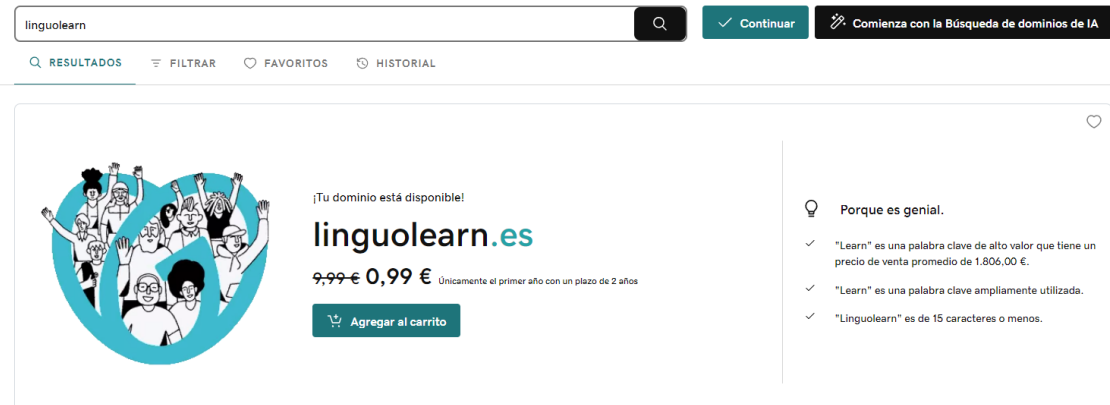 linguolearn
Continuar
Comienza con la Búsqueda de dominios de IA
RESULTADOS
FILTRAR
FAVORITOS
HISTORIAL
¡Tu dominio está disponible!
linguolearn.es
9,99 € 0,99 € Únicamente el primer año con un plazo de 2 años
Agregar al carrito
Porque es genial.
"Learn" es una palabra clave de alto valor que tiene un
precio de venta promedio de 1.806,00 €.
"Learn" es una palabra clave ampliamente utilizada.
"Linguolearn" es de 15 caracteres o menos.